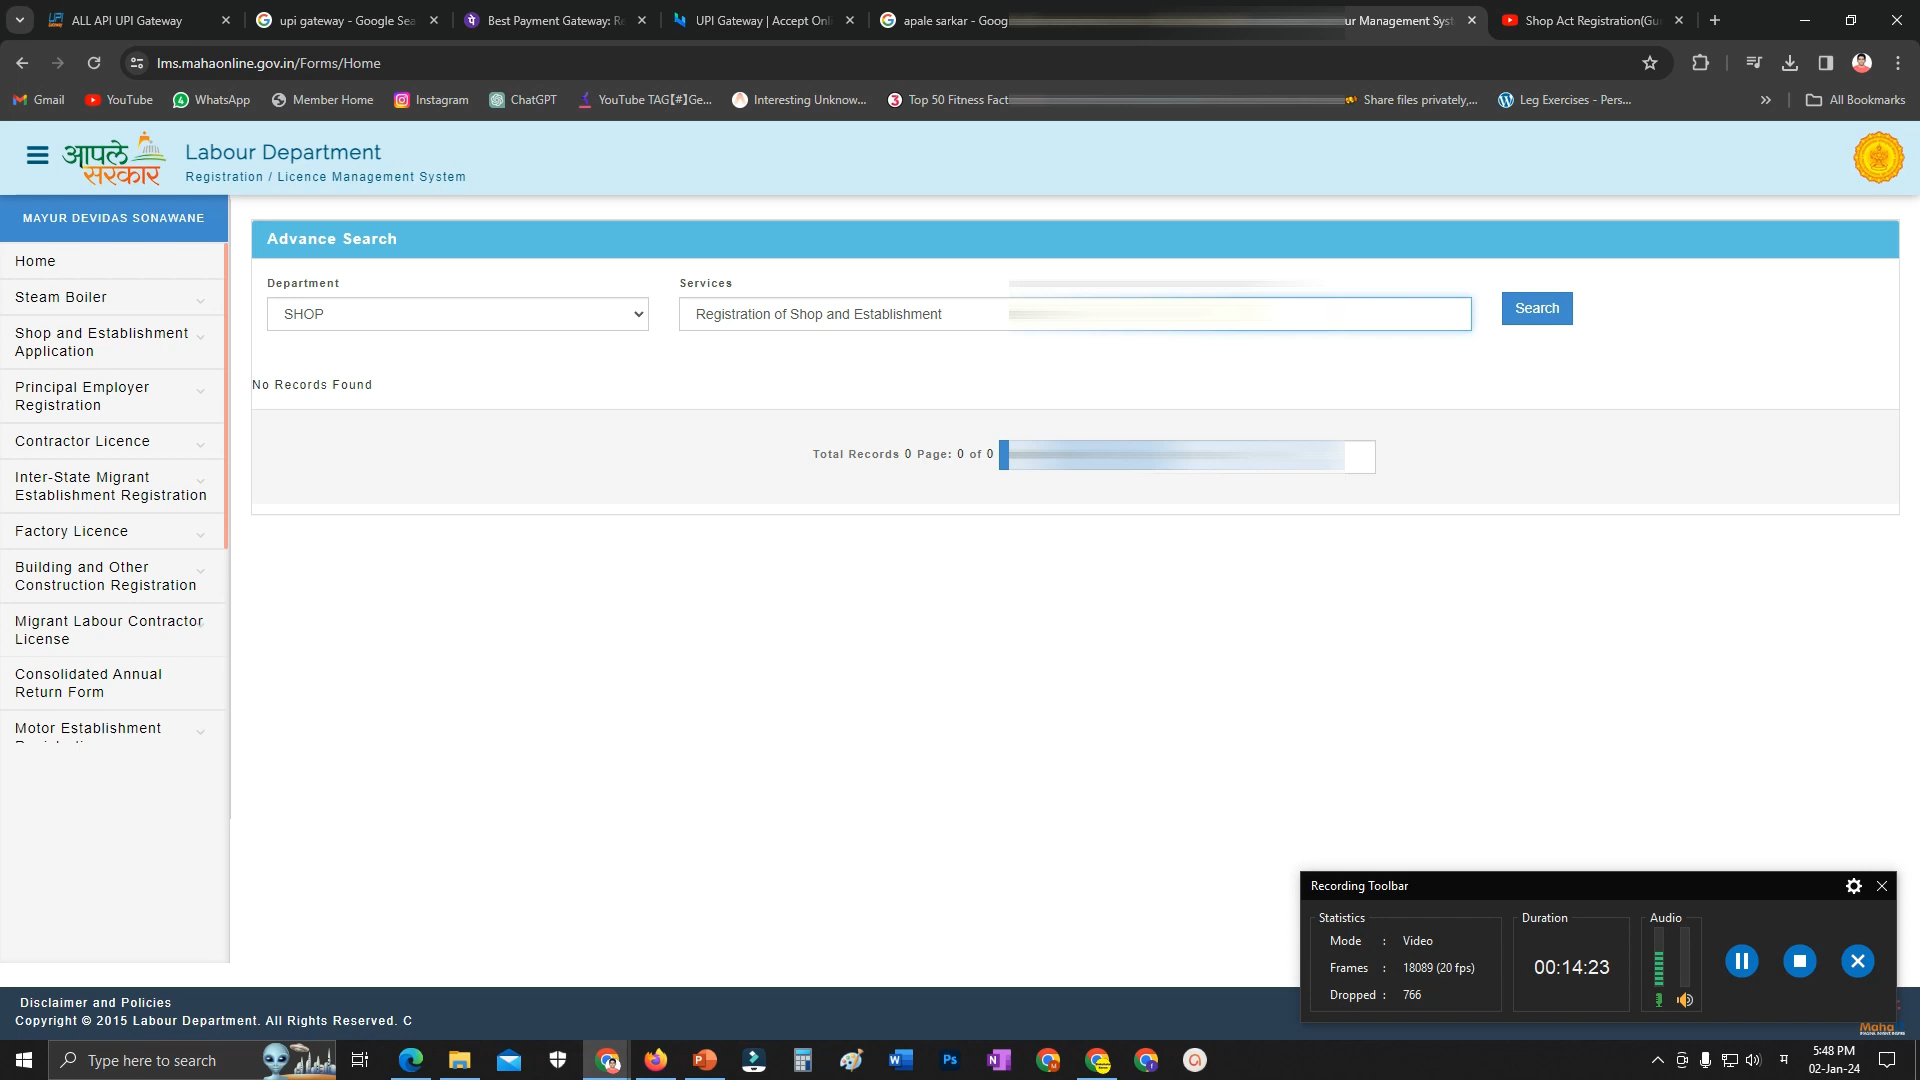 ALL API UPI Gateway
upi gateway - Google Sea
Best Payment Gateway: Re
UPI Gateway | Accept Onl
apale sarkar - Goog
ur Management Syst
Shop Act Registration(Gu
lms.mahaonline.gov.in/Forms/Home
Gmail
YouTube
WhatsApp
Member Home
Instagram
ChatGPT
YouTube TAG【#】Ge...
Interesting Unknow...
Top 50 Fitness Fact
Share files privately,...
Leg Exercises - Pers...
All Bookmarks
आपले सरकार
Labour Department
Registration / Licence Management System
MAYUR DEVIDAS SONAWANE
Home
Steam Boiler
Shop and Establishment
Application
Principal Employer
Registration
Contractor Licence
Inter-State Migrant
Establishment Registration
Factory Licence
Building and Other
Construction Registration
Migrant Labour Contractor
License
Consolidated Annual
Return Form
Motor Establishment
Advance Search
Department
Services
SHOP
Registration of Shop and Establishment
Search
No Records Found
Total Records 0 Page: 0 of 0
Recording Toolbar
Statistics
Mode : Video
Frames : 18089 (20 fps)
Dropped : 766
Duration
00:14:23
Audio
Disclaimer and Policies
Copyright © 2015 Labour Department. All Rights Reserved. C
Maha
Type here to search
म
5:48 PM
02-Jan-24